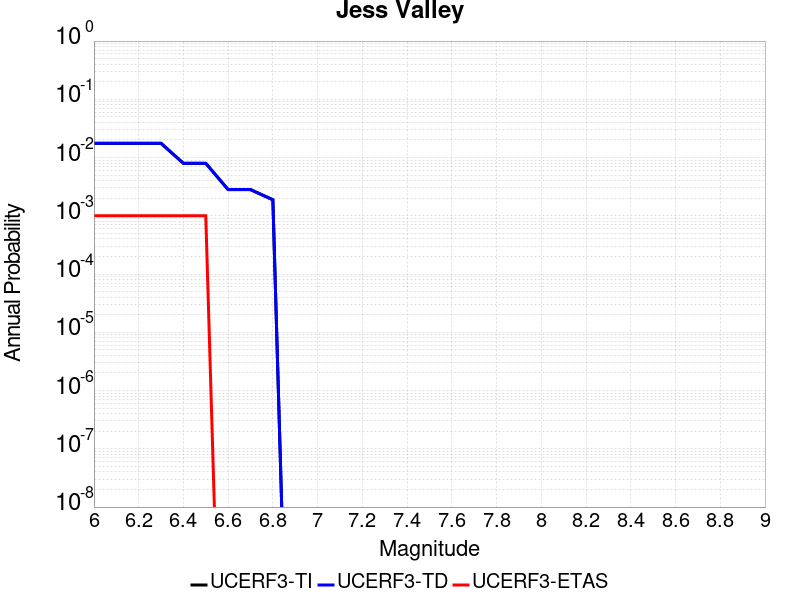 Jess Valley
Annual Probability
10^0
10^-1
10^-2
10^-3
10^-4
10^-5
10^-6
10^-7
10^-8
6 6.2 6.4 6.6 6.8 7 7.2 7.4 7.6 7.8 8 8.2 8.4 8.6 8.8 9
Magnitude
UCERF3-TI UCERF3-TD UCERF3-ETAS